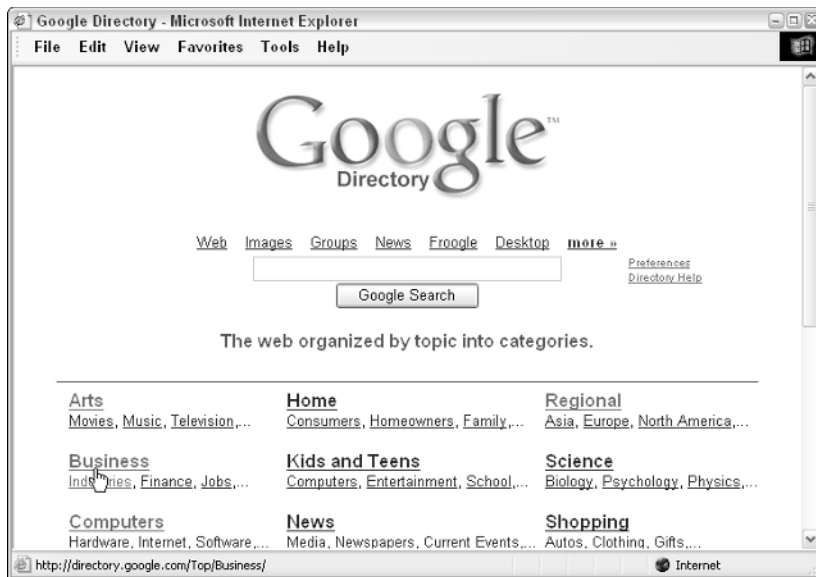 Google Directory - Microsoft Internet Explorer
File Edit View Favorites Tools Help
Google™
Directory
Web Images Groups News Froogle Desktop more »
Preferences
Directory Help
Google Search
The web organized by topic into categories.
Arts Home Regional
Movies, Music, Television,... Consumers, Homeowners, Family,... Asia, Europe, North America,...
Business Kids and Teens Science
Industries, Finance, Jobs,... Computers, Entertainment, School,... Biology, Psychology, Physics,...
Computers News Shopping
Hardware, Internet, Software,... Media, Newspapers, Current Events,... Autos, Clothing, Gifts,...
http://directory.google.com/Top/Business/ Internet